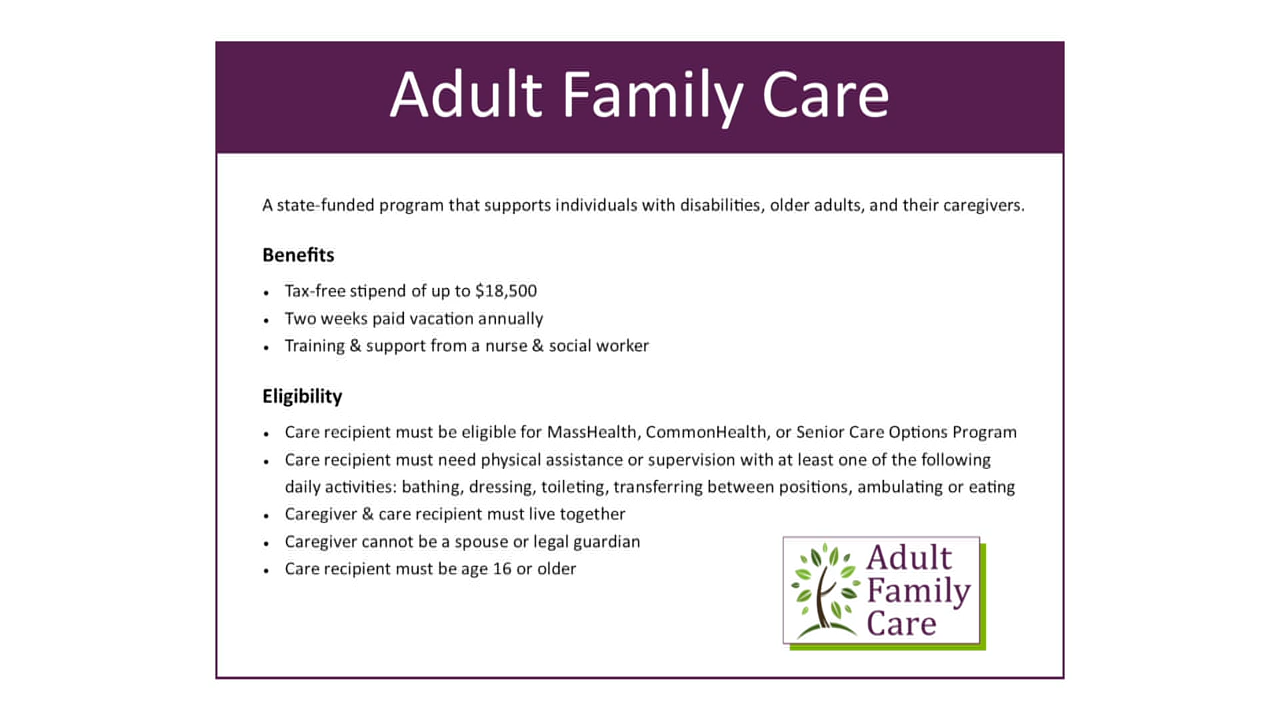 Adult Family Care
A state-funded program that supports individuals with disabilities, older adults, and their caregivers.
Benefits
• Tax-free stipend of up to $18,500
• Two weeks paid vacation annually
• Training & support from a nurse & social worker
Eligibility
• Care recipient must be eligible for MassHealth, CommonHealth, or Senior Care Options Program
• Care recipient must need physical assistance or supervision with at least one of the following
daily activities: bathing, dressing, toileting, transferring between positions, ambulating or eating
• Caregiver & care recipient must live together
• Caregiver cannot be a spouse or legal guardian
• Care recipient must be age 16 or older
Adult
Family
Care